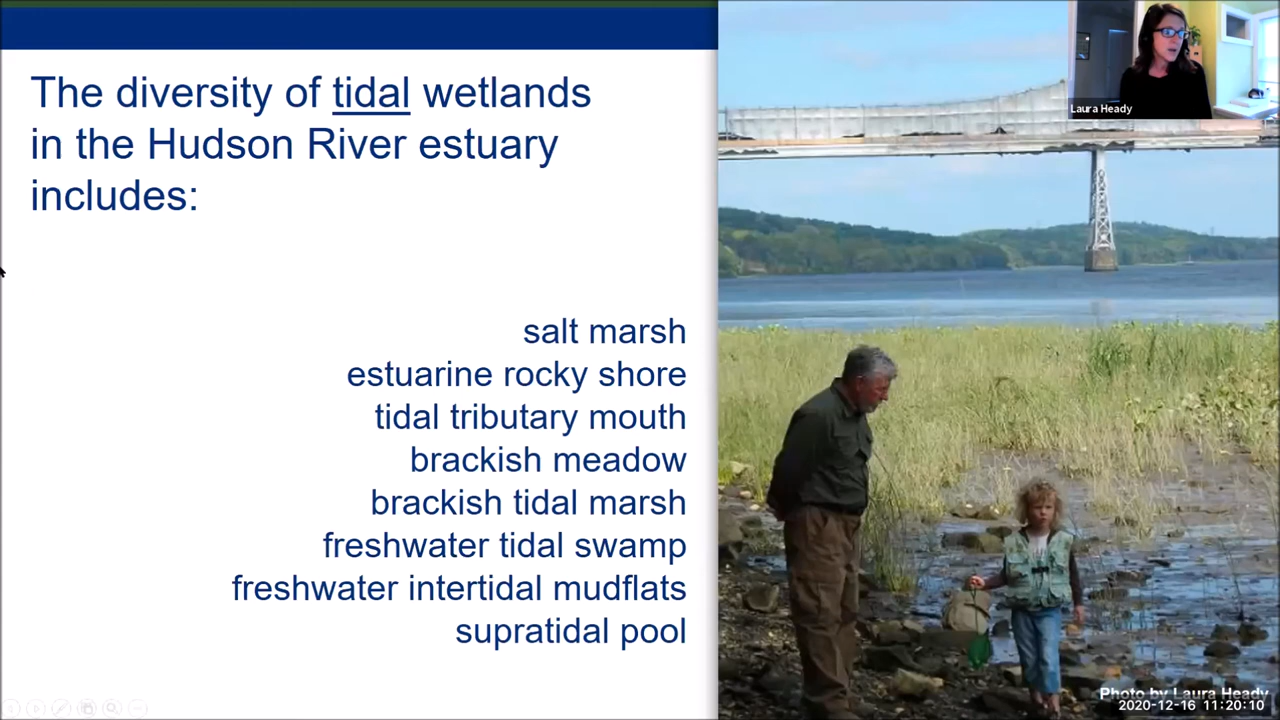 The diversity of tidal wetlands
in the Hudson River estuary
includes:
salt marsh
estuarine rocky shore
tidal tributary mouth
brackish meadow
brackish tidal marsh
freshwater tidal swamp
freshwater intertidal mudflats
supratidal pool
Laura Heady
Photo by Laura Heady
2020-12-16 11:20:10